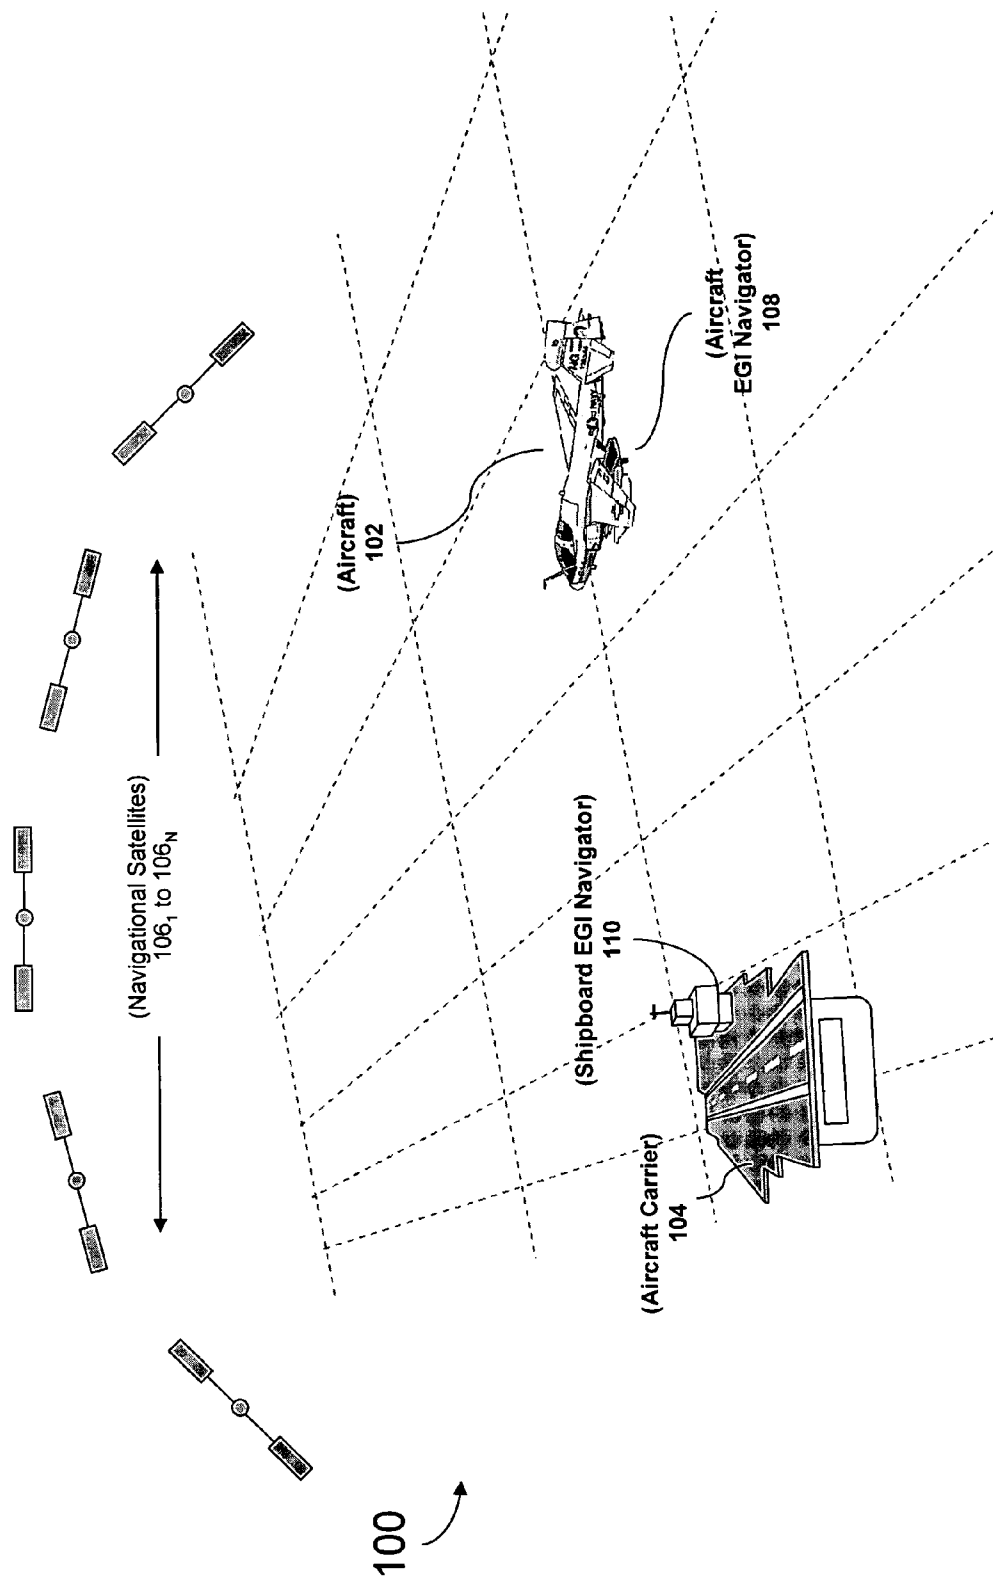 100
(Navigational Satellites)
106₁ to 106ₙ
(Aircraft)
102
(Aircraft
EGI Navigator)
108
(Shipboard EGI Navigator)
110
(Aircraft Carrier)
104
NAVY